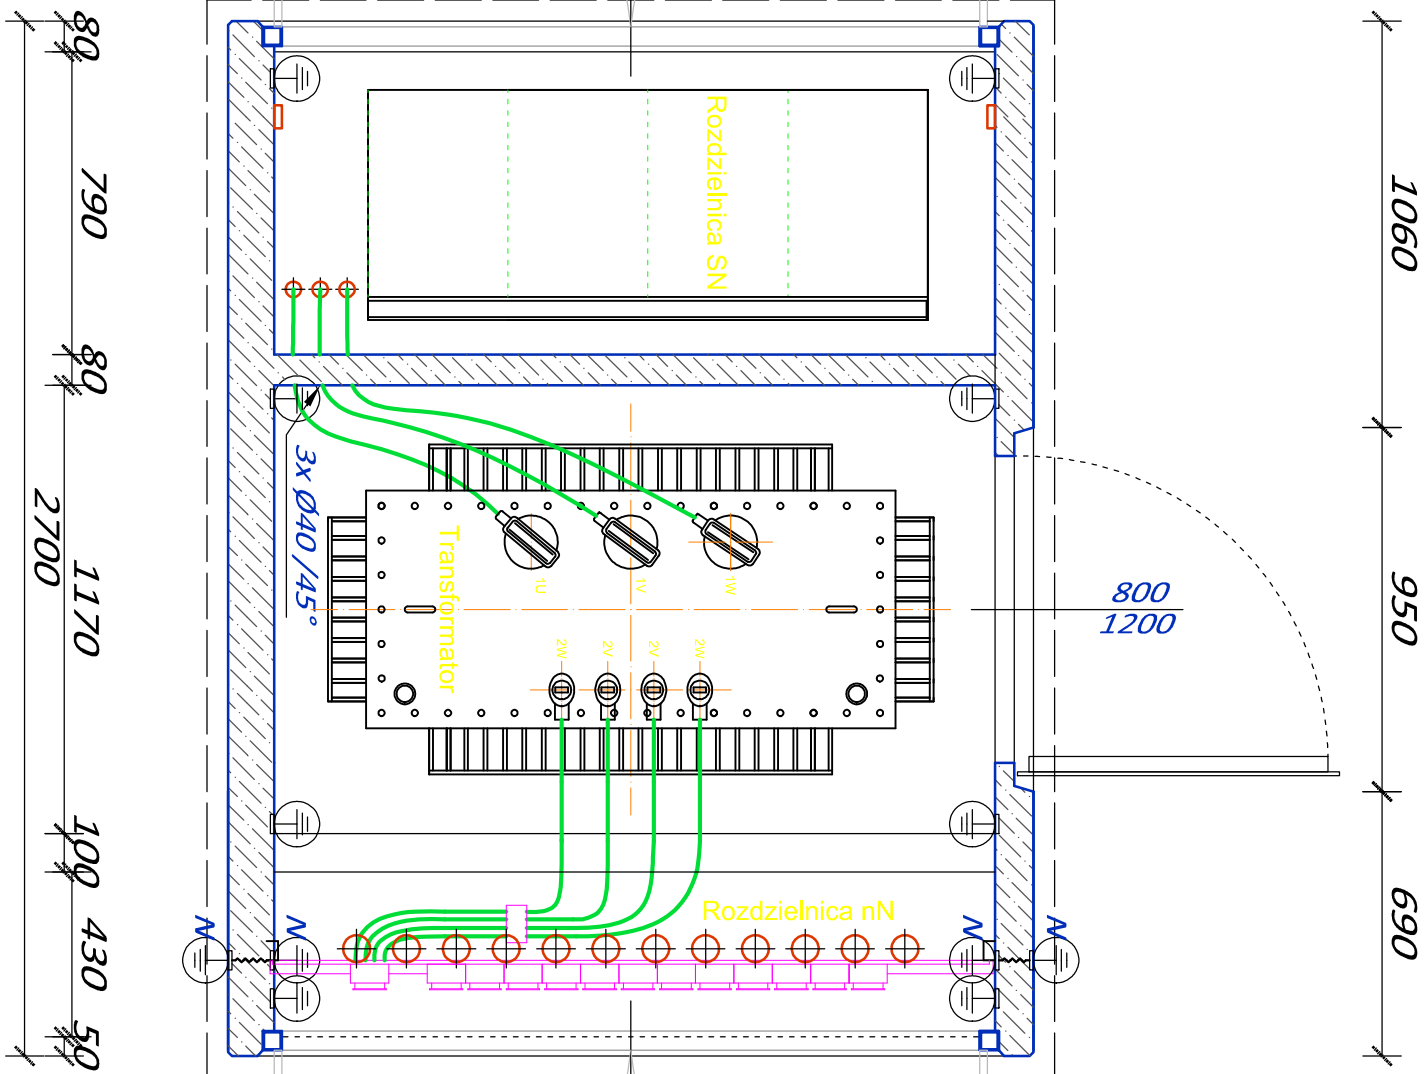 80
790
80
2700
1170
100
430
50
Rozdzielnica SN
3x Ø40/45°
Transformator
1U
1V
1W
2W
2V
2V
2W
Rozdzielnica nN
N
N
N
N
800
1200
1060
950
690